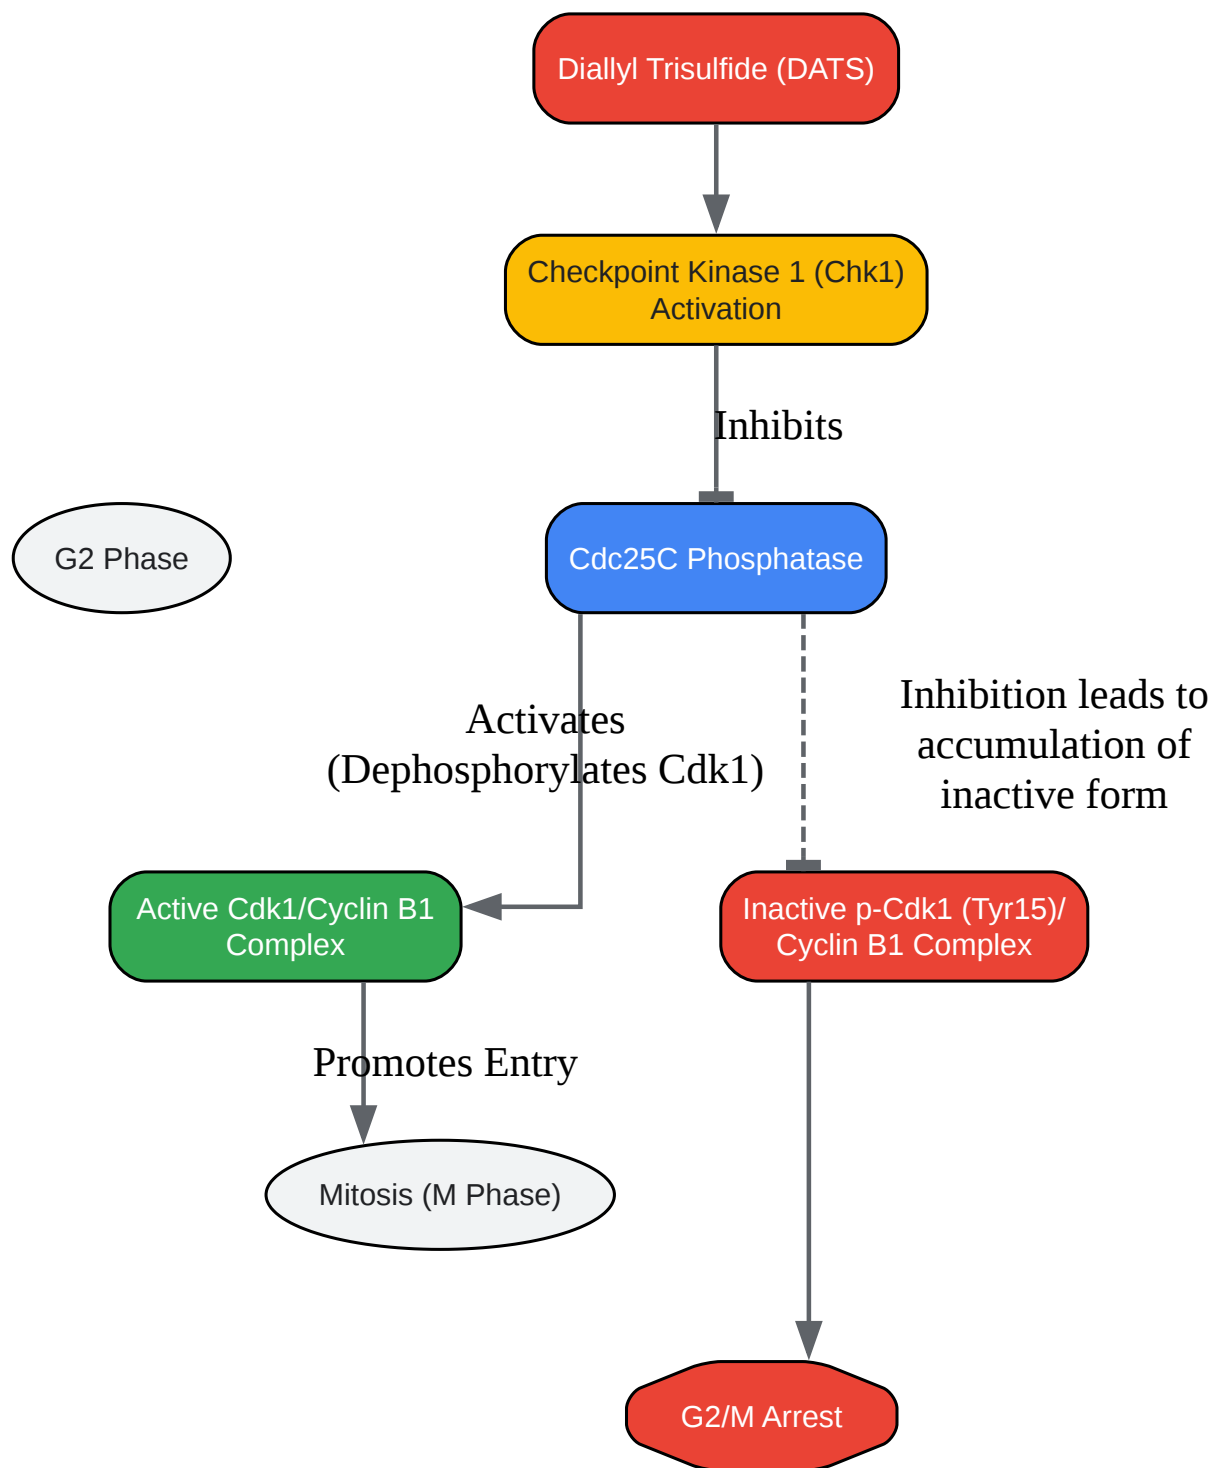 Diallyl Trisulfide (DATS)
Checkpoint Kinase 1 (Chk1)
Activation
Inhibits
G2 Phase
Cdc25C Phosphatase
Activates
(Dephosphorylates Cdk1)
Inhibition leads to
accumulation of
inactive form
Active Cdk1/Cyclin B1
Complex
Inactive p-Cdk1 (Tyr15)/
Cyclin B1 Complex
Promotes Entry
Mitosis (M Phase)
G2/M Arrest